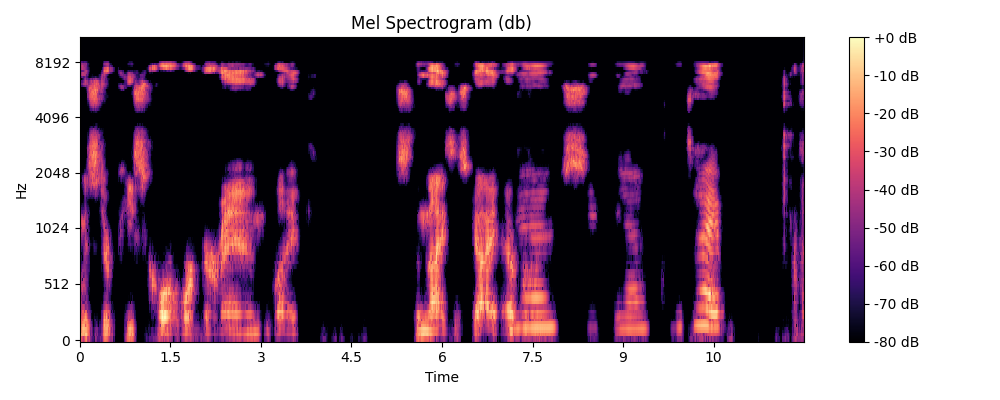 Mel Spectrogram (db)
8192
4096
2048
1024
512
0
Hz
0 1.5 3 4.5 6 7.5 9 10
Time
+0 dB
-10 dB
-20 dB
-30 dB
-40 dB
-50 dB
-60 dB
-70 dB
-80 dB